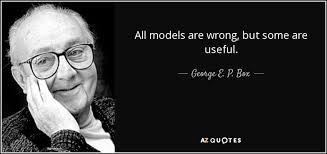 All models are wrong, but some are
useful.
George E. P. Box
AZ QUOTES